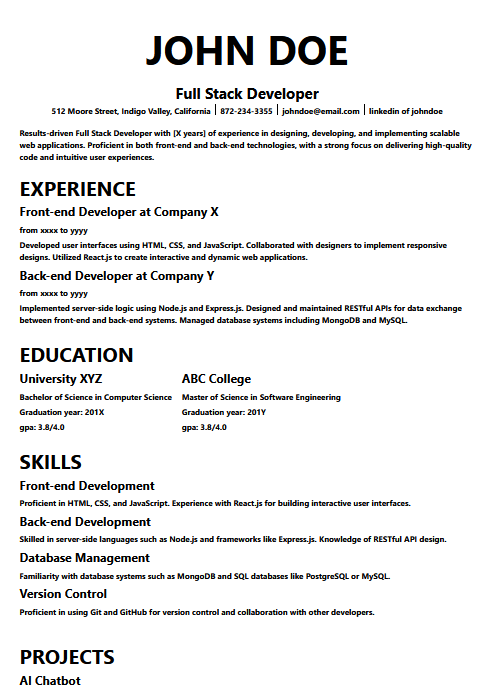 JOHN DOE
Full Stack Developer
512 Moore Street, Indigo Valley, California | 872-234-3355 | johndoe@email.com | linkedin of johndoe
Results-driven Full Stack Developer with [X years] of experience in designing, developing, and implementing scalable
web applications. Proficient in both front-end and back-end technologies, with a strong focus on delivering high-quality
code and intuitive user experiences.
EXPERIENCE
Front-end Developer at Company X
from xxxx to yyyy
Developed user interfaces using HTML, CSS, and JavaScript. Collaborated with designers to implement responsive
designs. Utilized React.js to create interactive and dynamic web applications.
Back-end Developer at Company Y
from xxxx to yyyy
Implemented server-side logic using Node.js and Express.js. Designed and maintained RESTful APIs for data exchange
between front-end and back-end systems. Managed database systems including MongoDB and MySQL.
EDUCATION
University XYZ
Bachelor of Science in Computer Science
Graduation year: 201X
gpa: 3.8/4.0
ABC College
Master of Science in Software Engineering
Graduation year: 201Y
gpa: 3.8/4.0
SKILLS
Front-end Development
Proficient in HTML, CSS, and JavaScript. Experience with React.js for building interactive user interfaces.
Back-end Development
Skilled in server-side languages such as Node.js and frameworks like Express.js. Knowledge of RESTful API design.
Database Management
Familiarity with database systems such as MongoDB and SQL databases like PostgreSQL or MySQL.
Version Control
Proficient in using Git and GitHub for version control and collaboration with other developers.
PROJECTS
AI Chatbot